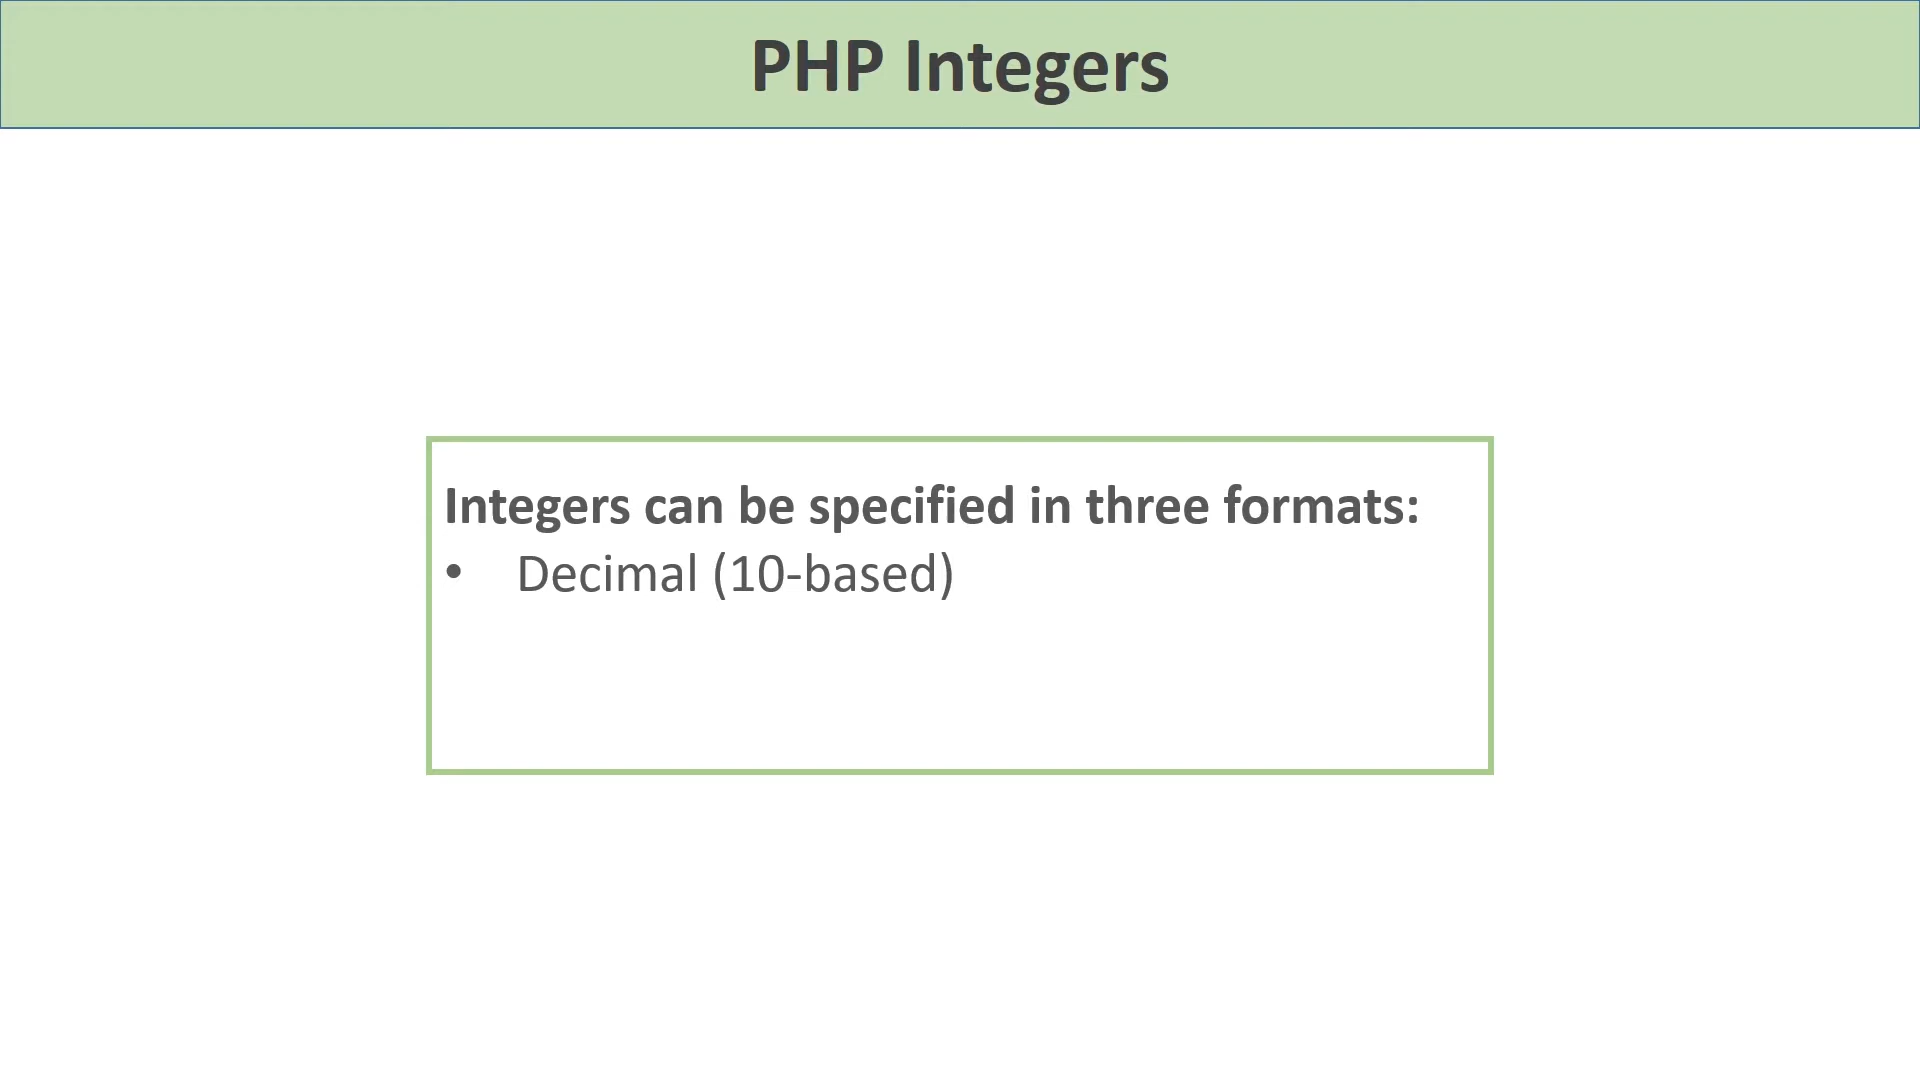 PHP Integers
Integers can be specified in three formats:
• Decimal (10-based)